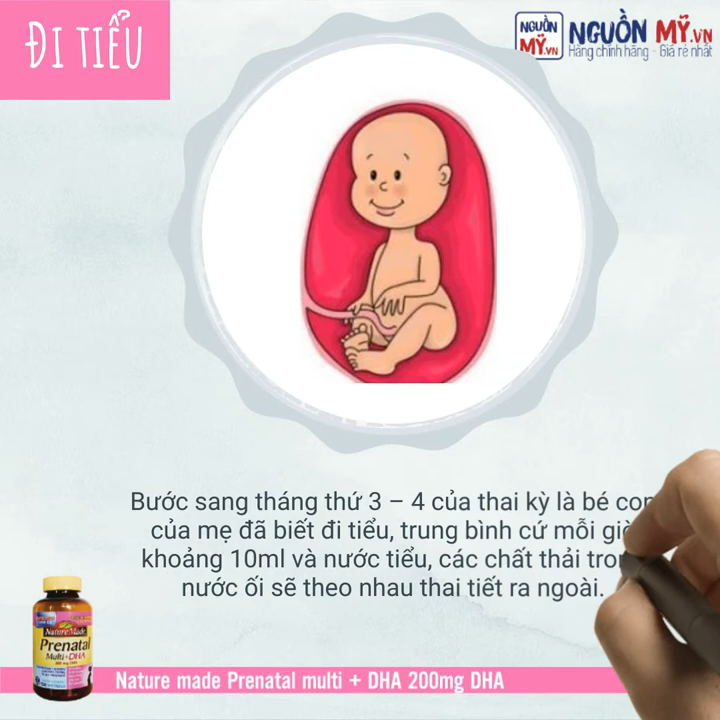 ĐI TIỂU
NGUỒN
MỸ.VN
NGUỒN MỸ.VN
Hàng chính hãng - Giá rẻ nhất
Bước sang tháng thứ 3 – 4 của thai kỳ là bé con
của mẹ đã biết đi tiểu, trung bình cứ mỗi giờ
khoảng 10ml và nước tiểu, các chất thải tron
nước ối sẽ theo nhau thai tiết ra ngoài.
NatureMade
Prenatal
Multi+DHA
Nature made Prenatal multi + DHA 200mg DHA